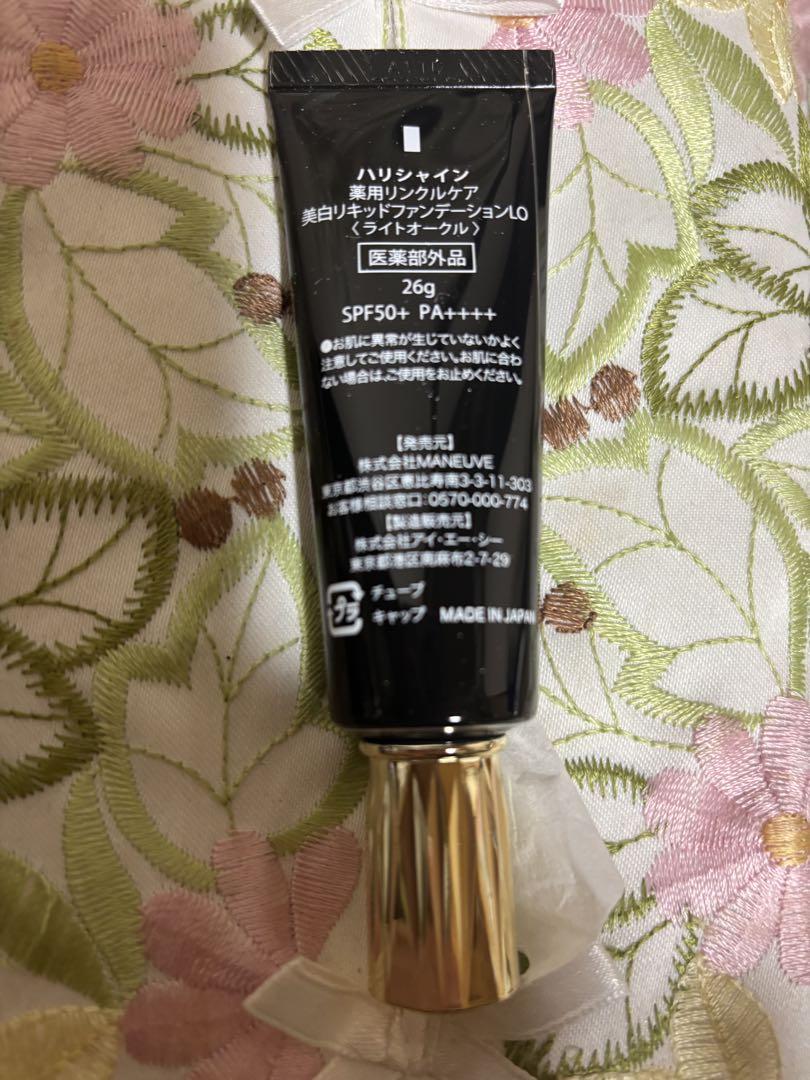 ハリシャイン
薬用リンクルケア
美白リキッドファンデーションLO
〈ライトオークル〉
医薬部外品
26g
SPF50+ PA++++
●お肌に異常が生じていないかよく
注意してご使用ください。お肌に合わ
ない場合は、ご使用をお止めください。
【発売元】
株式会社MANEUVE
東京都渋谷区恵比寿南3-3-11-303
お客様相談窓口:0570-000-774
【製造販売元】
株式会社アイ・エー・シー
東京都港区南麻布2-7-29
プラ チューブ
キャップ MADE IN JAPAN